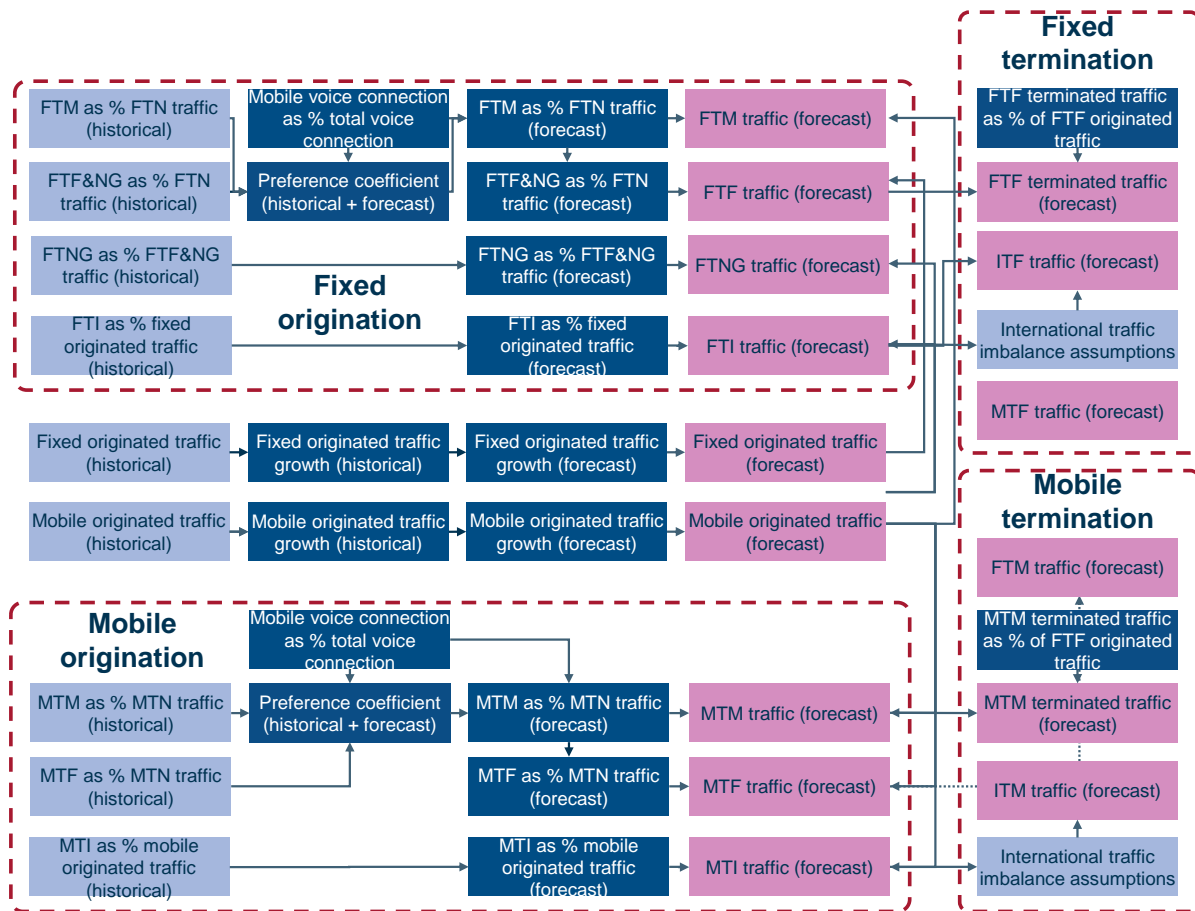 Fixed
termination
FTM as % FTN traffic
(historical)
Mobile voice connection
as % total voice
connection
FTM as % FTN traffic
(forecast)
FTM traffic (forecast)
FTF terminated traffic
as % of FTF originated
traffic
FTF&NG as % FTN
traffic (historical)
Preference coefficient
(historical + forecast)
FTF&NG as % FTN
traffic (forecast)
FTF traffic (forecast)
FTF terminated traffic
(forecast)
FTNG as % FTF&NG
traffic (historical)
Fixed
origination
FTNG as % FTF&NG
traffic (forecast)
FTNG traffic (forecast)
ITF traffic (forecast)
FTI as % fixed
originated traffic
(historical)
FTI as % fixed
originated traffic
(forecast)
FTI traffic (forecast)
International traffic
imbalance assumptions
MTF traffic (forecast)
Fixed originated traffic
(historical)
Fixed originated traffic
growth (historical)
Fixed originated traffic
growth (forecast)
Fixed originated traffic
(forecast)
Mobile originated traffic
(historical)
Mobile originated traffic
growth (historical)
Mobile originated traffic
growth (forecast)
Mobile originated traffic
(forecast)
Mobile
termination
FTM traffic (forecast)
Mobile
origination
Mobile voice connection
as % total voice
connection
MTM terminated traffic
as % of FTF originated
traffic
MTM as % MTN traffic
(historical)
Preference coefficient
(historical + forecast)
MTM as % MTN traffic
(forecast)
MTM traffic (forecast)
MTM terminated traffic
(forecast)
MTF as % MTN traffic
(historical)
MTF as % MTN traffic
(forecast)
MTF traffic (forecast)
ITM traffic (forecast)
MTI as % mobile
originated traffic
(historical)
MTI as % mobile
originated traffic
(forecast)
MTI traffic (forecast)
International traffic
imbalance assumptions